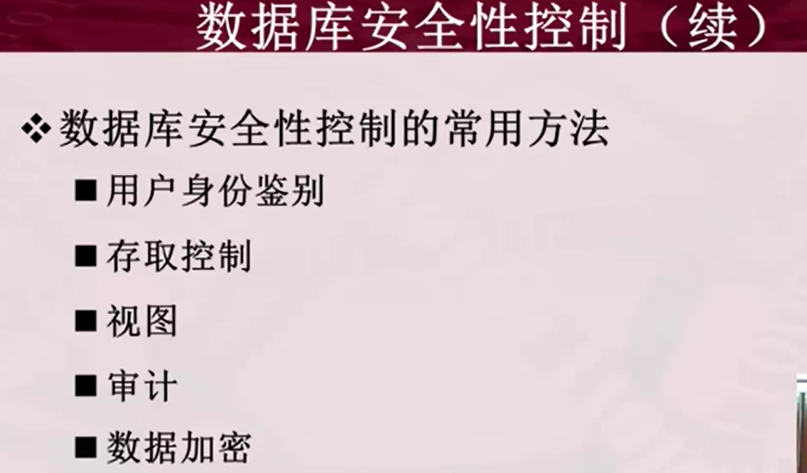 数据库安全性控制（续）
❖数据库安全性控制的常用方法
■用户身份鉴别
■存取控制
■视图
■审计
■数据加密